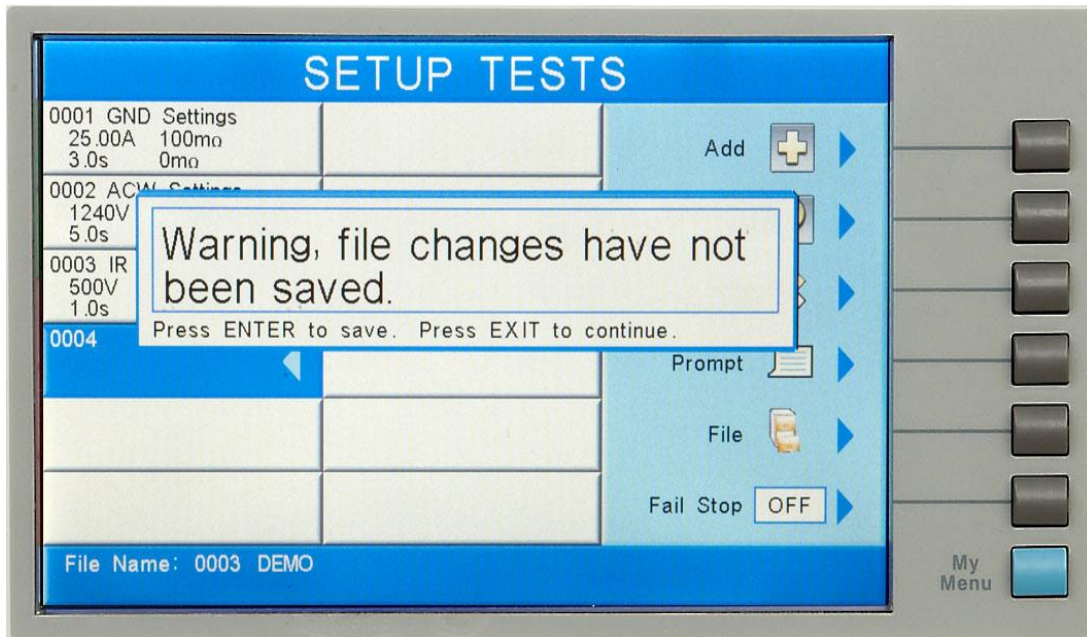 SETUP TESTS
0001 GND Settings
25.00A 100mΩ
3.0s 0mΩ
0002 ACW Settings
1240V
5.0s
0003 IR
500V
1.0s
0004
Warning, file changes have not
been saved.
Press ENTER to save. Press EXIT to continue.
Add
Prompt
File
Fail Stop OFF
File Name: 0003 DEMO
My
Menu